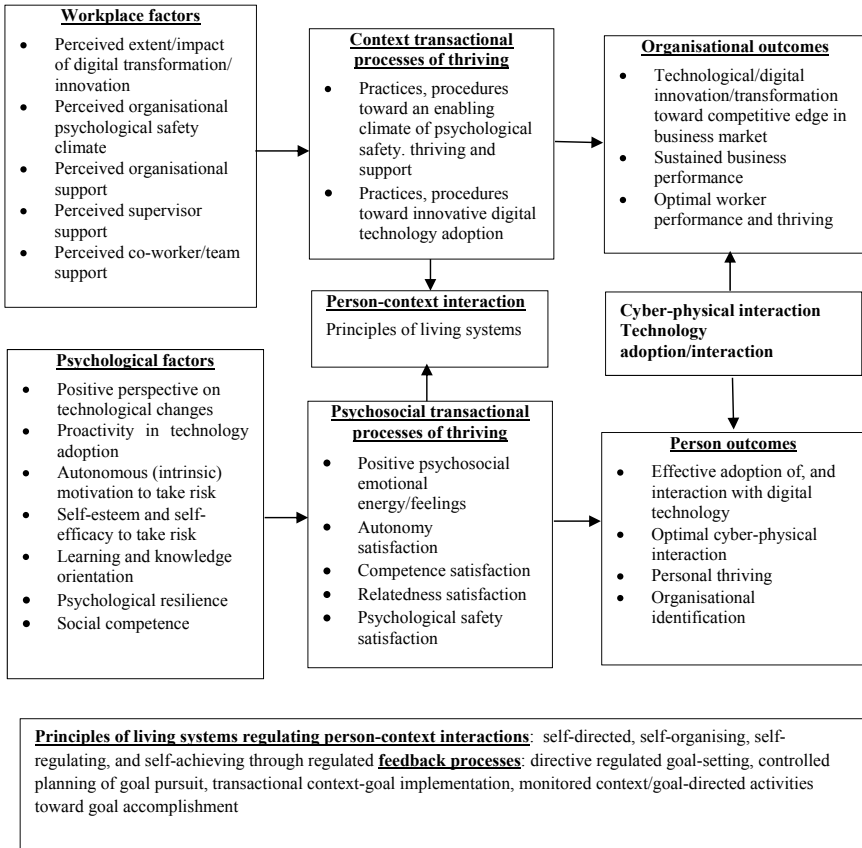 Workplace factors
• Perceived extent/impact
of digital transformation/
innovation
• Perceived organisational
psychological safety
climate
• Perceived organisational
support
• Perceived supervisor
support
• Perceived co-worker/team
support
Context transactional
processes of thriving
• Practices, procedures
toward an enabling
climate of psychological
safety. thriving and
support
• Practices, procedures
toward innovative digital
technology adoption
Organisational outcomes
• Technological/digital
innovation/transformation
toward competitive edge in
business market
• Sustained business
performance
• Optimal worker
performance and thriving
Person-context interaction
Principles of living systems
Cyber-physical interaction
Technology
adoption/interaction
Psychological factors
• Positive perspective on
technological changes
• Proactivity in technology
adoption
• Autonomous (intrinsic)
motivation to take risk
• Self-esteem and self-
efficacy to take risk
• Learning and knowledge
orientation
• Psychological resilience
• Social competence
Psychosocial transactional
processes of thriving
• Positive psychosocial
emotional
energy/feelings
• Autonomy
satisfaction
• Competence satisfaction
• Relatedness satisfaction
• Psychological safety
satisfaction
Person outcomes
• Effective adoption of, and
interaction with digital
technology
• Optimal cyber-physical
interaction
• Personal thriving
• Organisational
identification
Principles of living systems regulating person-context interactions: self-directed, self-organising, self-
regulating, and self-achieving through regulated feedback processes: directive regulated goal-setting, controlled
planning of goal pursuit, transactional context-goal implementation, monitored context/goal-directed activities
toward goal accomplishment